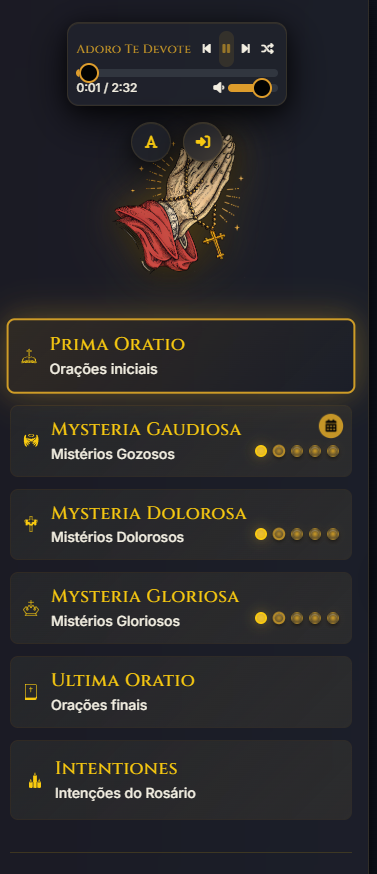 Adoro Te Devote
0:01 / 2:32
A
Prima Oratio
Orações iniciais
Mysteria Gaudiosa
Mistérios Gozosos
Mysteria Dolorosa
Mistérios Dolorosos
Mysteria Gloriosa
Mistérios Gloriosos
Ultima Oratio
Orações finais
Intentiones
Intenções do Rosário